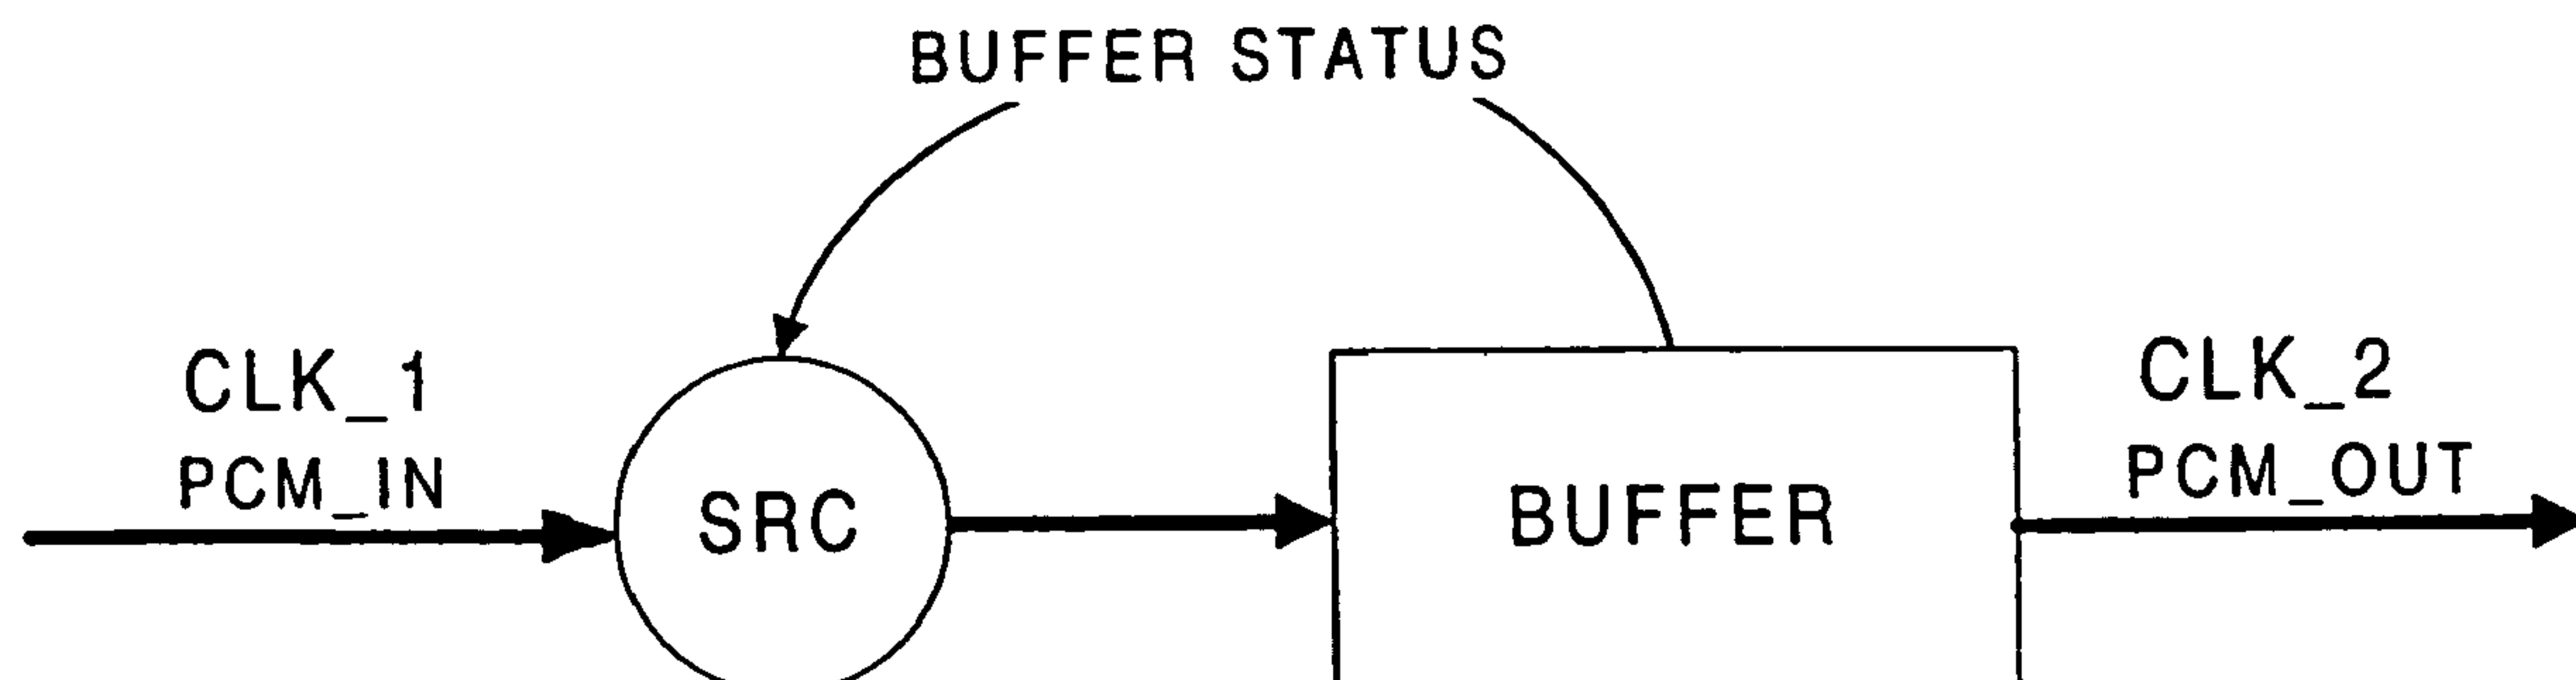 BUFFER STATUS
CLK_1
PCM_IN
SRC
BUFFER
CLK_2
PCM_OUT